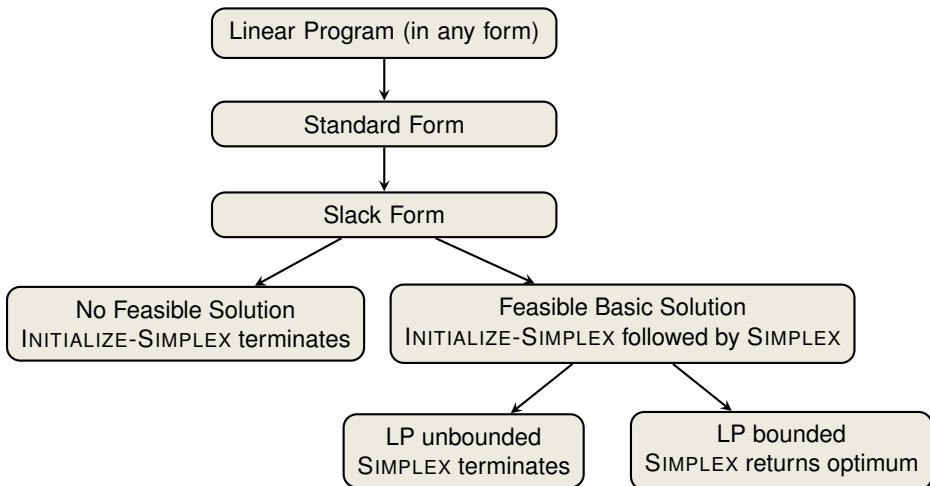 Linear Program (in any form)
Standard Form
Slack Form
No Feasible Solution
INITIALIZE-SIMPLEX terminates
Feasible Basic Solution
INITIALIZE-SIMPLEX followed by SIMPLEX
LP unbounded
SIMPLEX terminates
LP bounded
SIMPLEX returns optimum